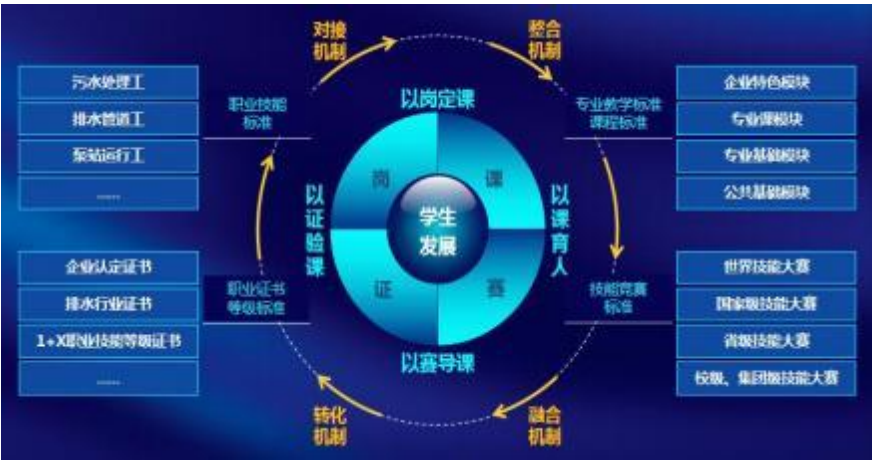 对接
机制
整合
机制
污水处理工
排水管道工
泵站运行工
......
职业技能
标准
以岗定课
专业教学标准
课程标准
企业特色模块
专业课模块
专业基础模块
公共基础模块
岗
课
以证验课
学生
发展
以课育人
证
赛
企业认定证书
排水行业证书
1+X职业技能等级证书
......
职业证书
等级标准
技能竞赛
标准
世界技能大赛
国家级技能大赛
省级技能大赛
校级、集团级技能大赛
以赛导课
转化
机制
融合
机制